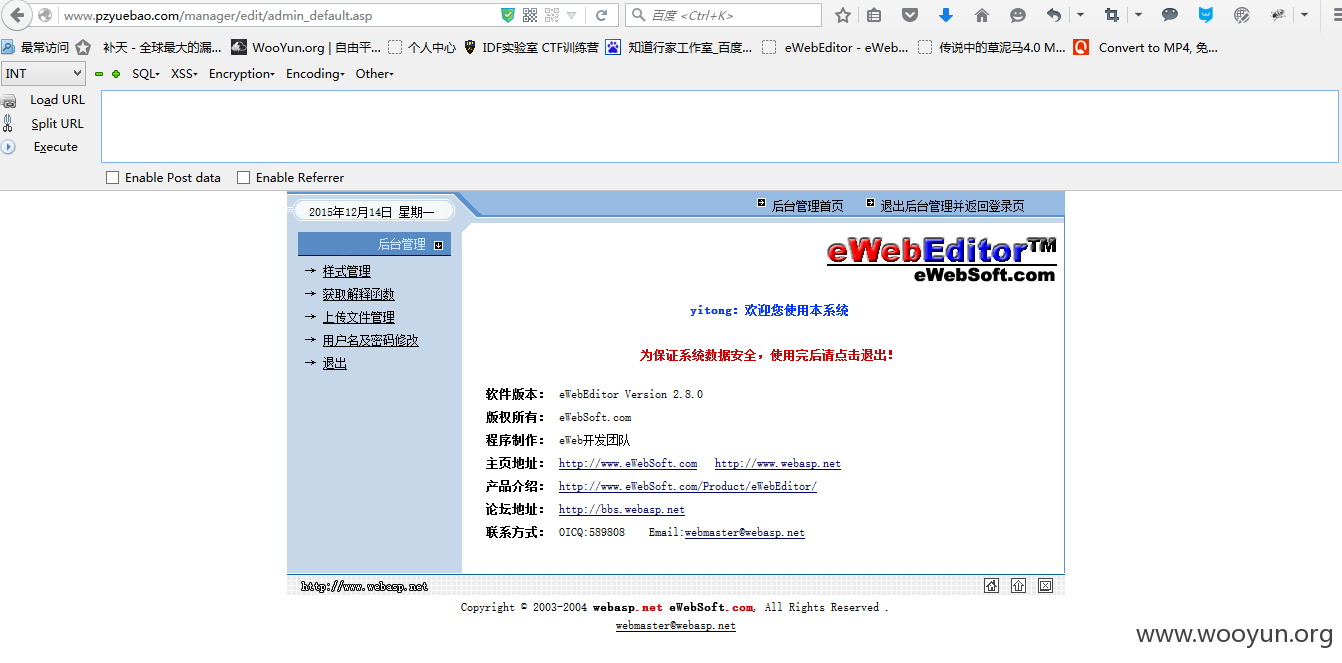 www.pzyuebao.com/manager/edit/admin_default.asp 百度 <Ctrl+K>
最常访问 补天 - 全球最大的漏... WooYun.org | 自由平... 个人中心 IDF实验室 CTF训练营 知道行家工作室_百度... eWebEditor - eWeb... 传说中的草泥马4.0 M... Convert to MP4, 免...
INT SQL- XSS- Encryption- Encoding- Other-
Load URL
Split URL
Execute
Enable Post data Enable Referrer
2015年12月14日 星期一 后台管理首页 退出后台管理并返回登录页
后台管理
样式管理
获取解释函数
上传文件管理
用户名及密码修改
退出
eWebEditor™
eWebSoft.com
yitong：欢迎您使用本系统
为保证系统数据安全，使用完后请点击退出！
软件版本： eWebEditor Version 2.8.0
版权所有： eWebSoft.com
程序制作： eWeb开发团队
主页地址： http://www.eWebSoft.com http://www.webasp.net
产品介绍： http://www.eWebSoft.com/Product/eWebEditor/
论坛地址： http://bbs.webasp.net
联系方式： OICQ:589808 Email:webmaster@webasp.net
http://www.webasp.net
Copyright © 2003-2004 webasp.net eWebSoft.com, All Rights Reserved .
webmaster@webasp.net
www.wooyun.org